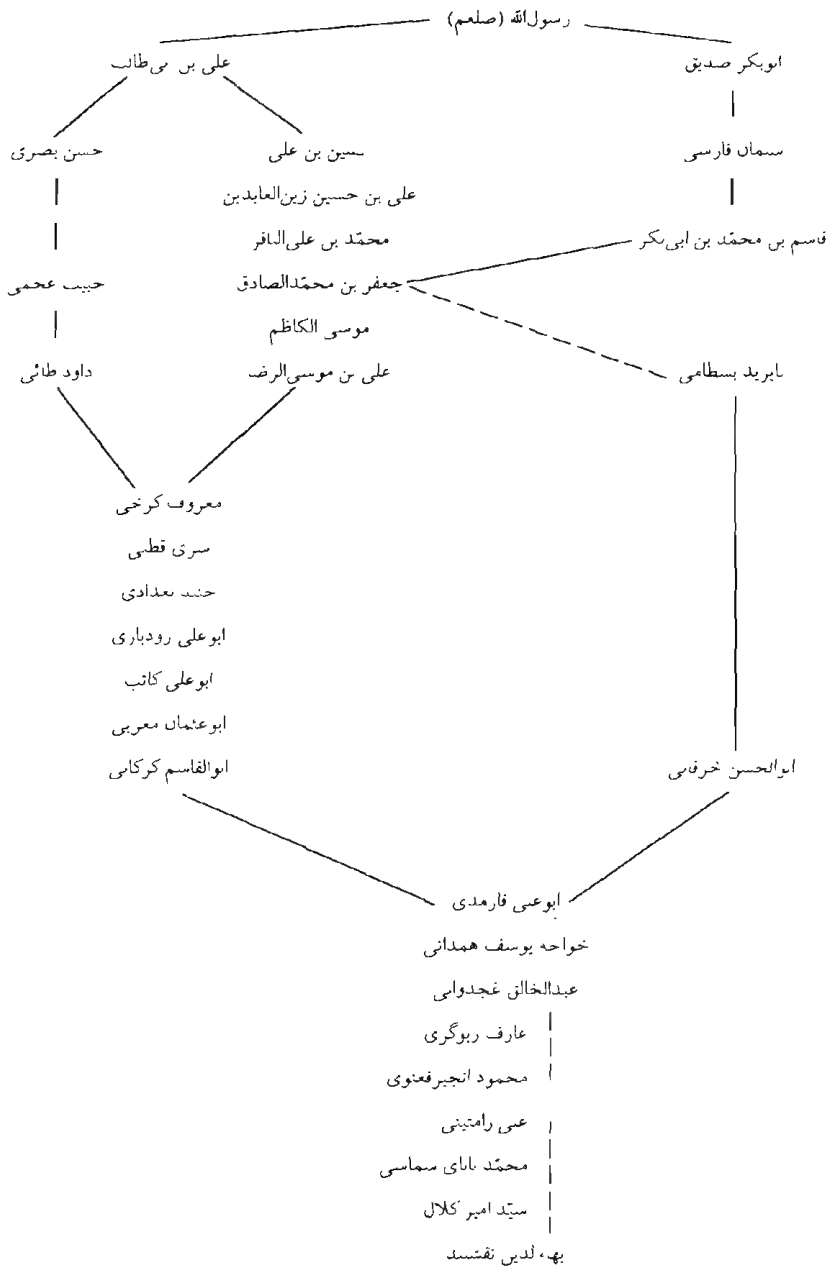 رسول‌الله (صلعم)
ابوبکر صدیق
علی بن ابی‌طالب
سلمان فارسی
حسین بن علی
حسن بصری
علی بن حسین زین‌العابدین
قاسم بن محمّد بن ابی‌بکر
محمّد بن علی‌الباقر
جعفر بن محمّدالصادق
حبیب عجمی
موسی الکاظم
بایزید بسطامی
علی بن موسی‌الرضا
داود طائی
معروف کرخی
سری قطبی
جنید بغدادی
ابوعلی رودباری
ابوعلی کاتب
ابوعثمان مغربی
ابوالحسن خرقانی
ابوالقاسم کرکانی
ابوعلی فارمدی
خواجه یوسف همدانی
عبدالخالق غجدوانی
عارف ریوگری
محمود انجیرفغنوی
علی رامتینی
محمّد بابای سماسی
سیّد امیر کلال
بهاءالدین نقشبند